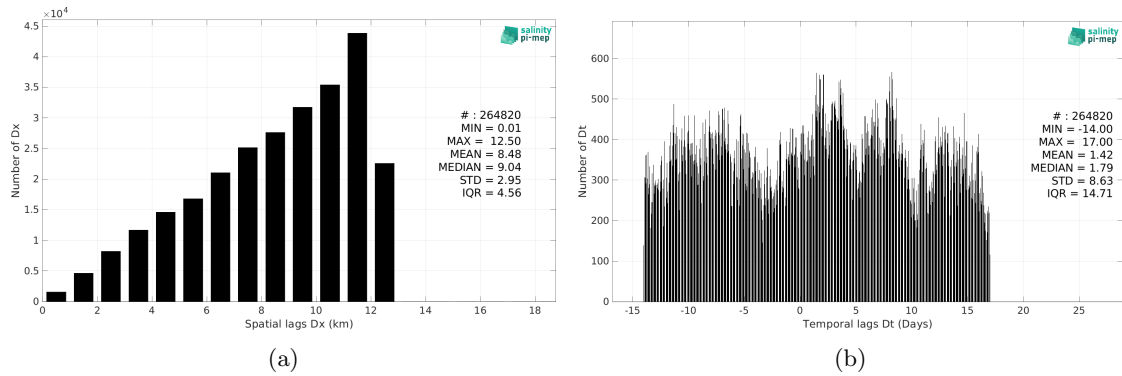 ×10⁴
4.5
4
3.5
3
2.5
2
1.5
1
0.5
0
Number of Dx
0 2 4 6 8 10 12 14 16 18
Spatial lags Dx (km)
salinity
pi-mep
# : 264820
MIN = 0.01
MAX = 12.50
MEAN = 8.48
MEDIAN = 9.04
STD = 2.95
IQR = 4.56
(a)
600
500
400
300
200
100
0
Number of Dt
-15 -10 -5 0 5 10 15 20 25
Temporal lags Dt (Days)
salinity
pi-mep
# : 264820
MIN = -14.00
MAX = 17.00
MEAN = 1.42
MEDIAN = 1.79
STD = 8.63
IQR = 14.71
(b)